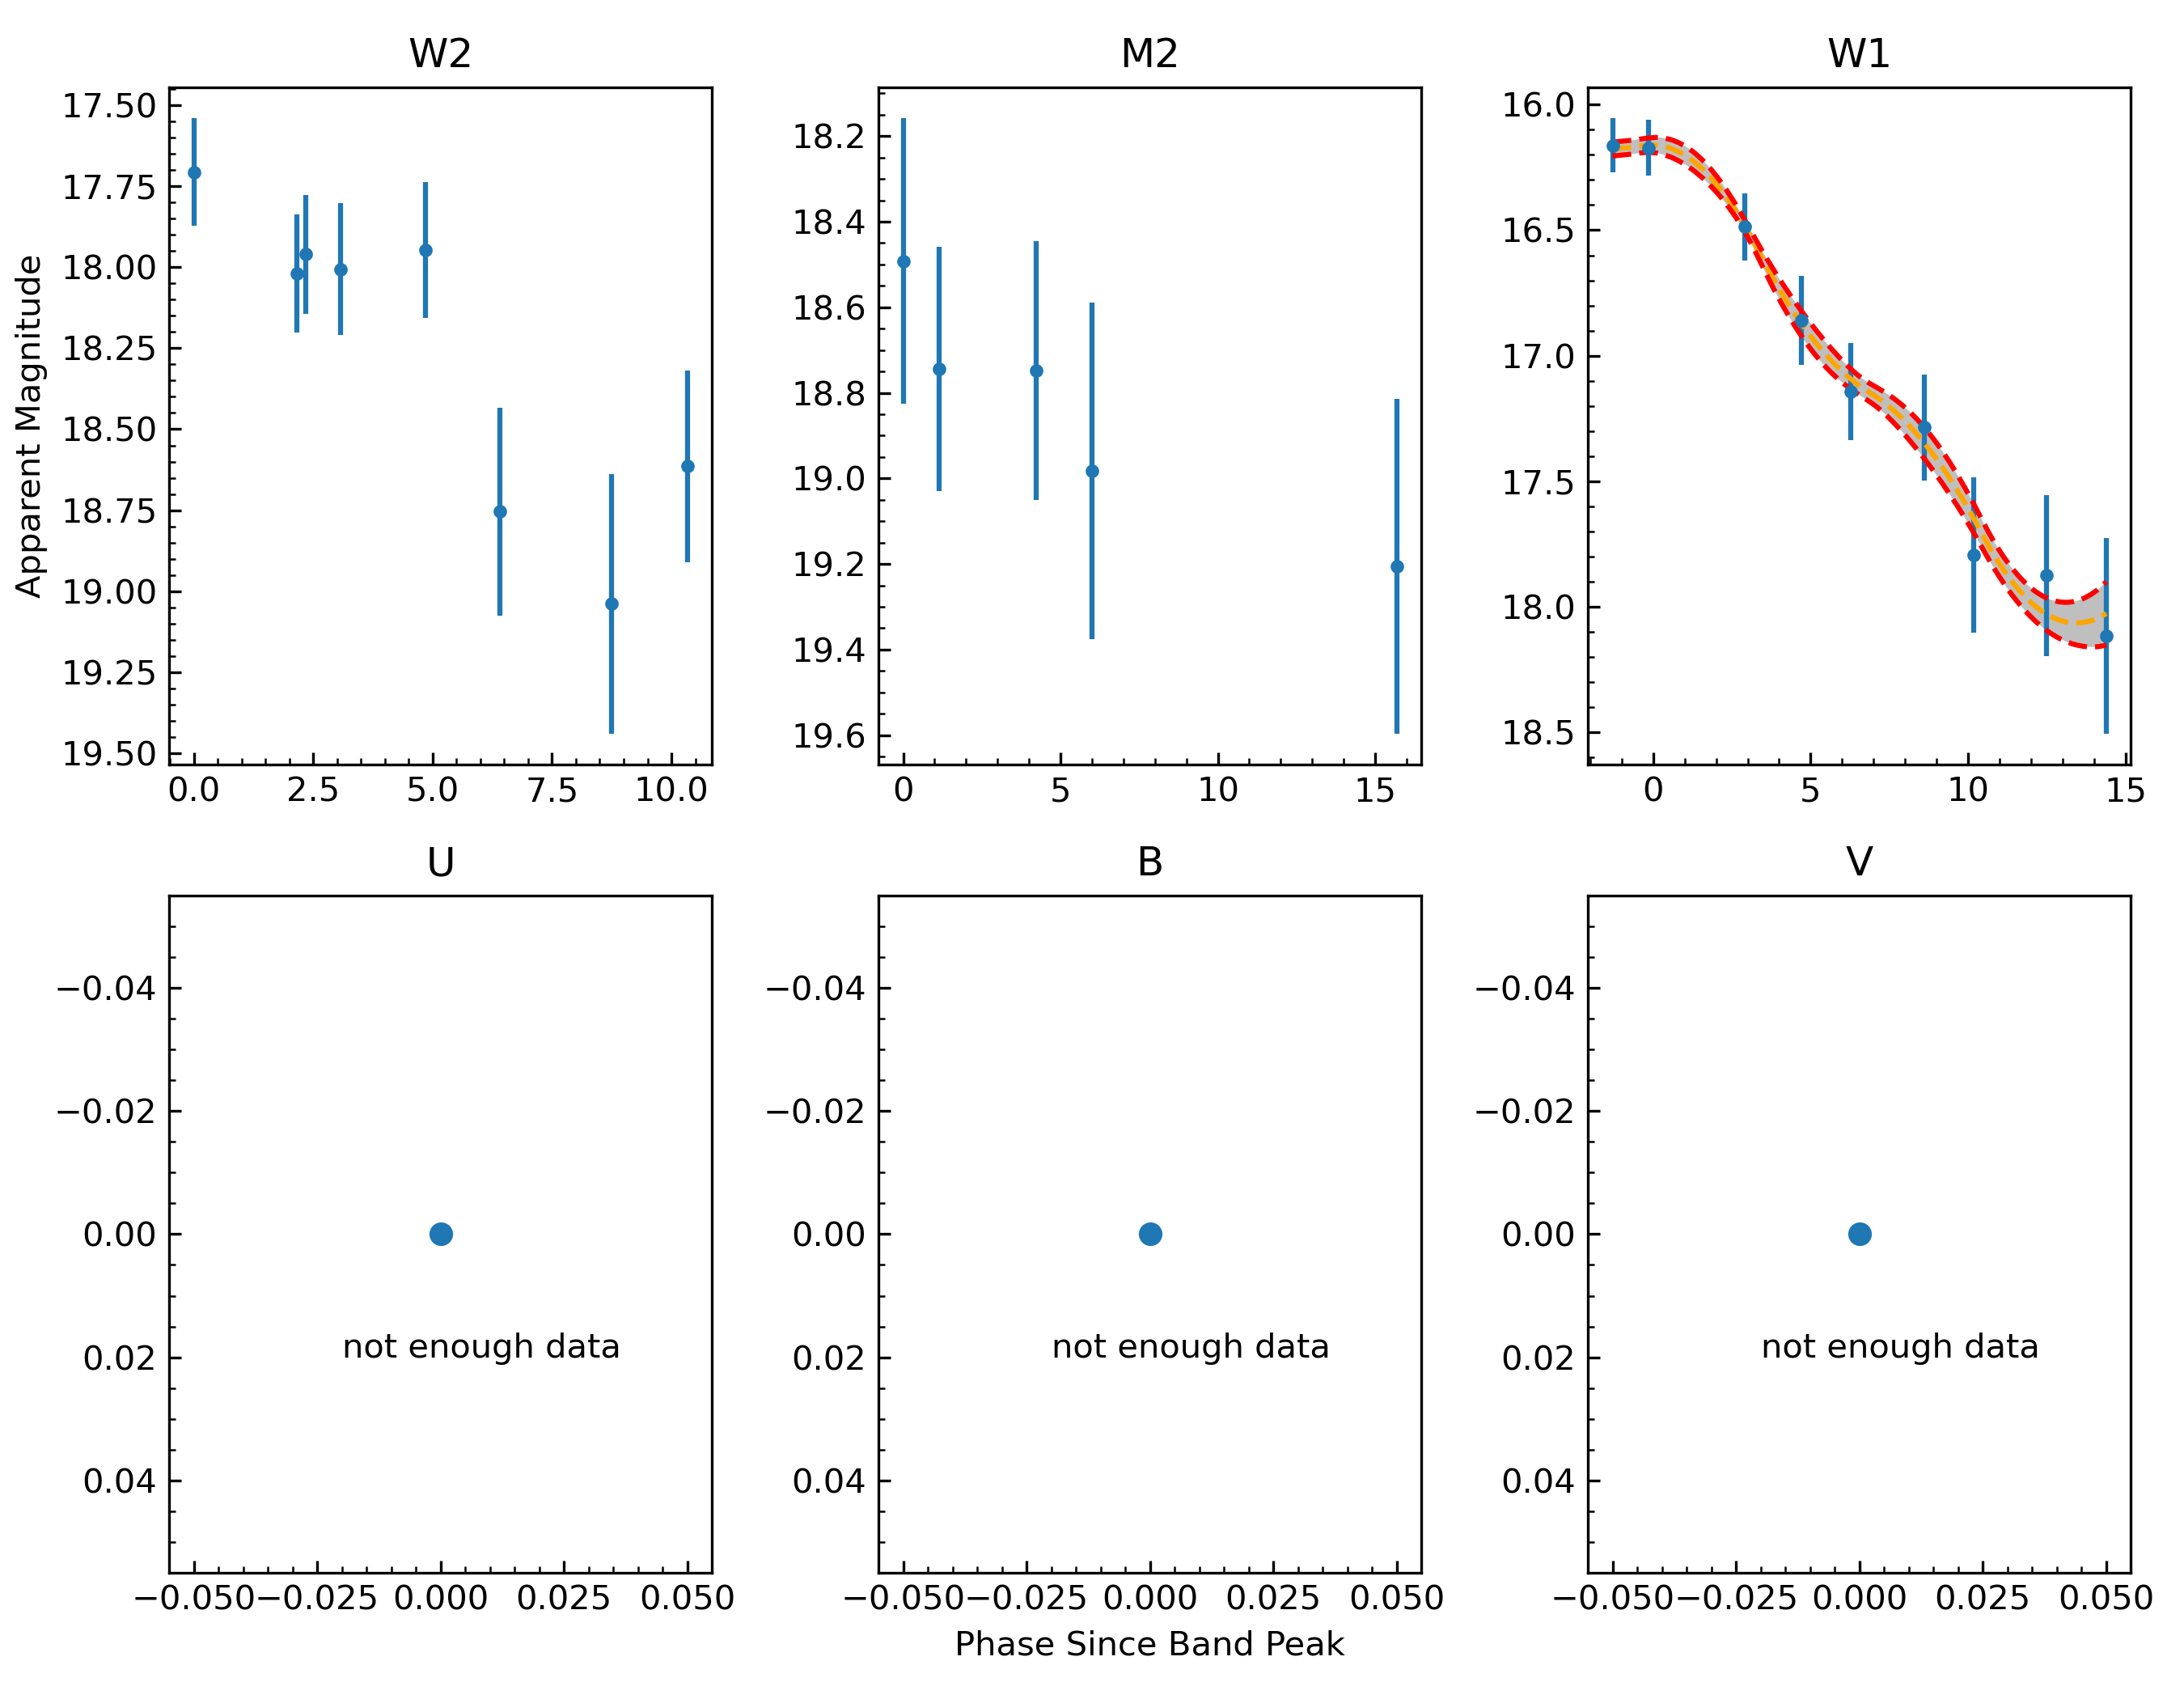 W2
M2
W1
Apparent Magnitude
17.50
17.75
18.00
18.25
18.50
18.75
19.00
19.25
19.50
0.0 2.5 5.0 7.5 10.0
18.2
18.4
18.6
18.8
19.0
19.2
19.4
19.6
0 5 10 15
16.0
16.5
17.0
17.5
18.0
18.5
0 5 10 15
U
B
V
−0.04
−0.02
0.00
0.02
0.04
not enough data
−0.050 −0.025 0.000 0.025 0.050
−0.04
−0.02
0.00
0.02
0.04
not enough data
−0.050 −0.025 0.000 0.025 0.050
−0.04
−0.02
0.00
0.02
0.04
not enough data
−0.050 −0.025 0.000 0.025 0.050
Phase Since Band Peak